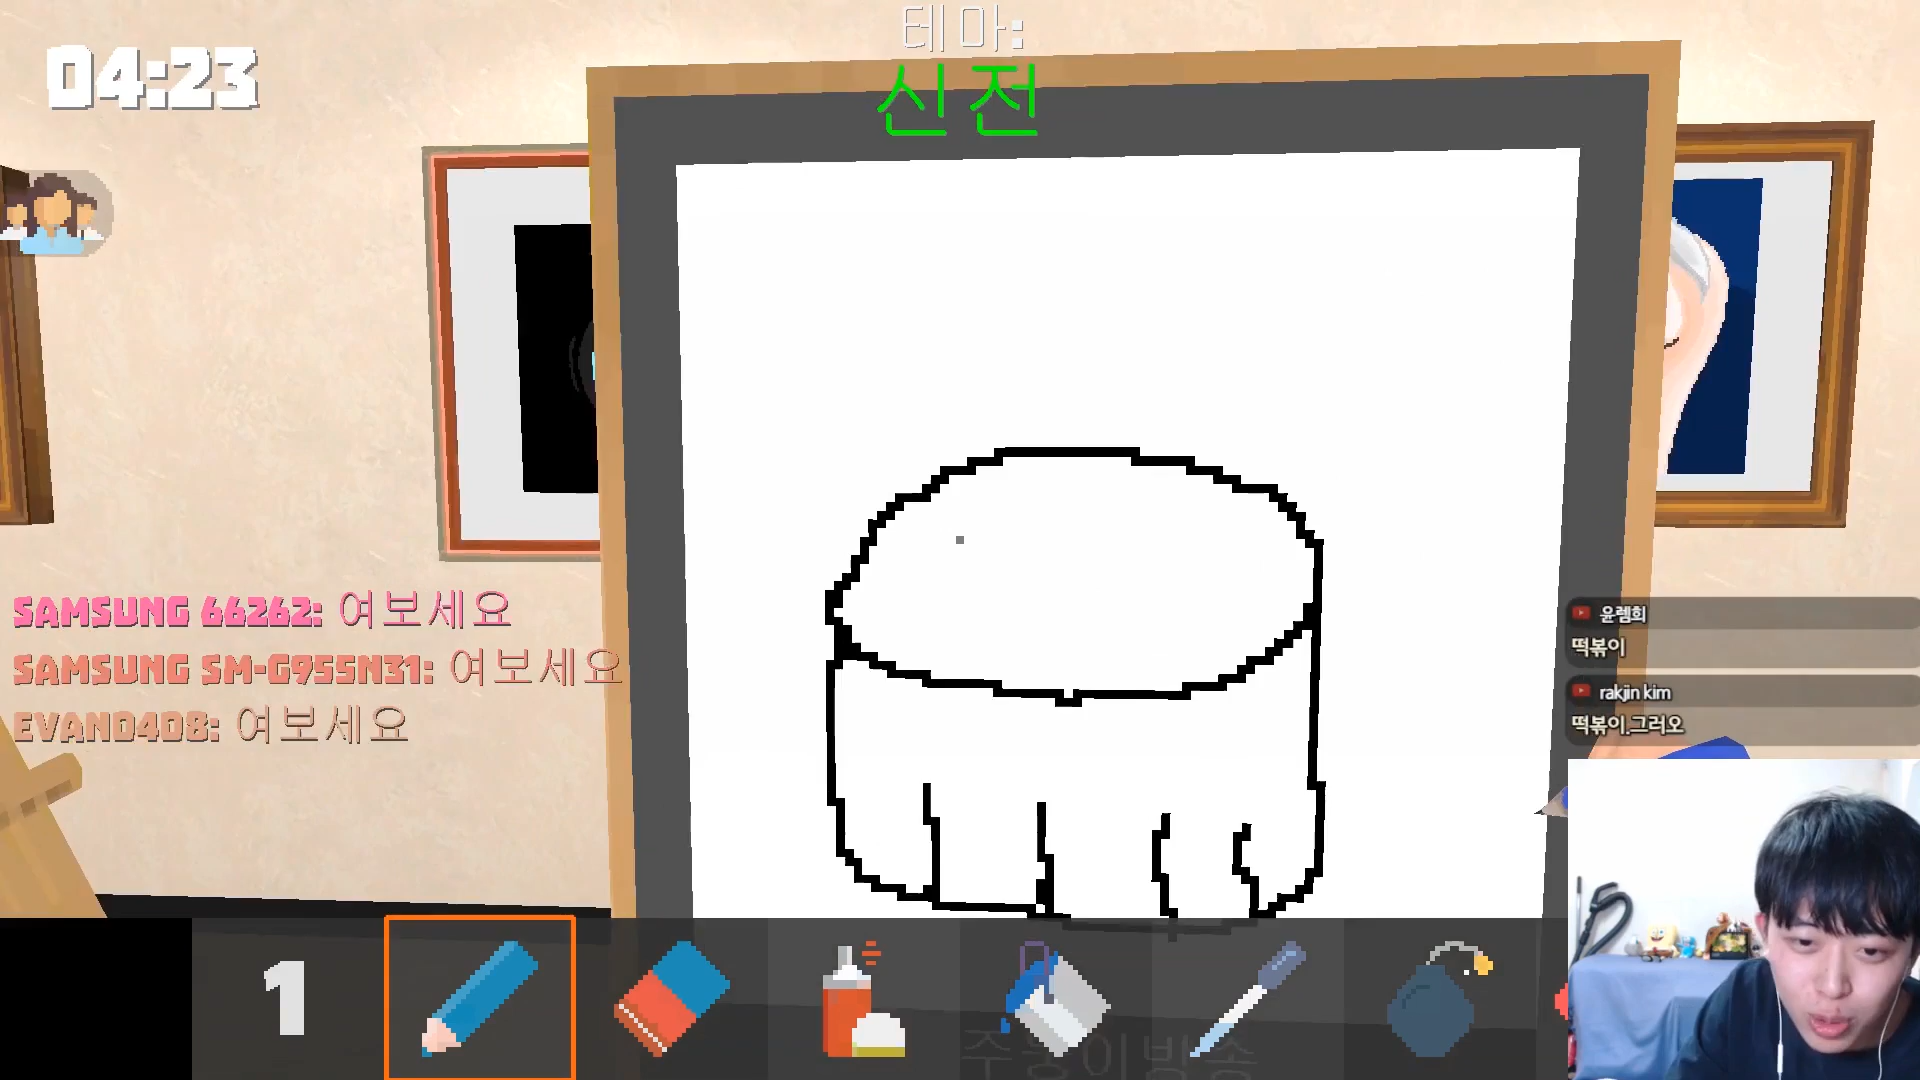 테마:
04:23
신전
SAMSUNG 66262: 여보세요
SAMSUNG SM-G955N31: 여보세요
EVAN0408: 여보세요
윤렘희
떡볶이
rakjin kim
떡볶이.그러오
1